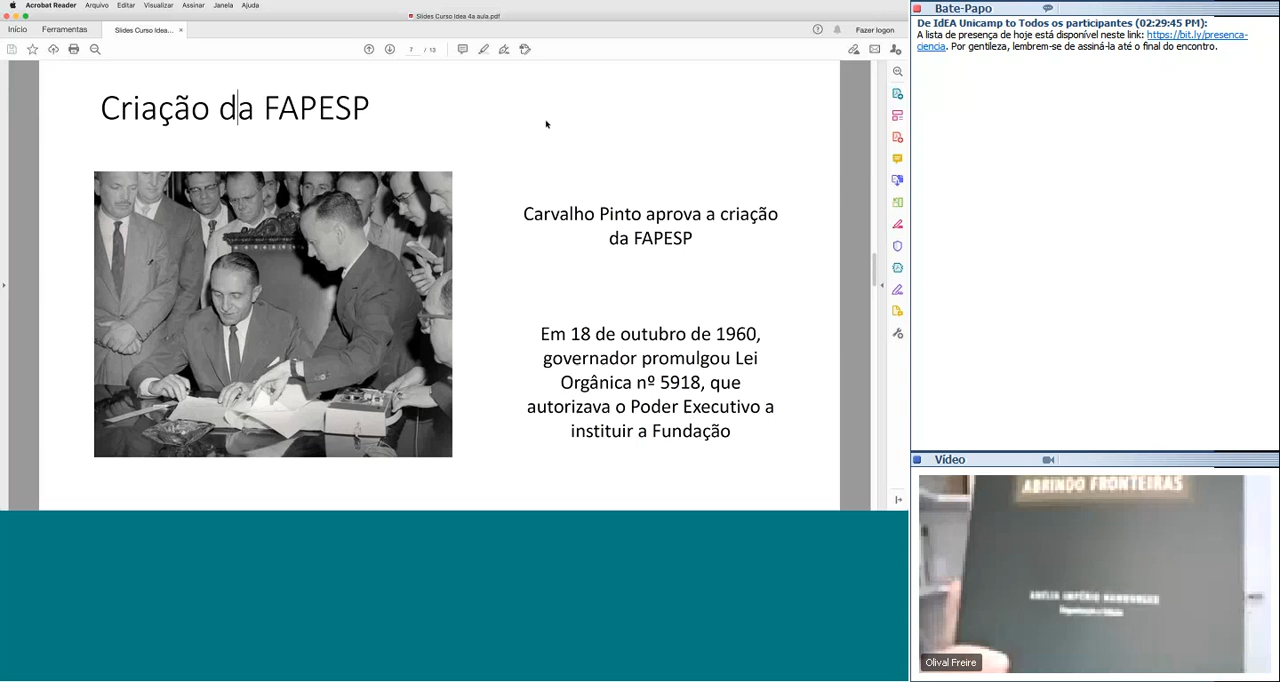 Acrobat Reader Arquivo Editar Visualizar Assinar Janela Ajuda
Slides Curso Idea 4a aula.pdf
Início Ferramentas Slides Curso Idea... × Fazer logon
7 / 13
Criação da FAPESP
Carvalho Pinto aprova a criação
da FAPESP
Em 18 de outubro de 1960,
governador promulgou Lei
Orgânica nº 5918, que
autorizava o Poder Executivo a
instituir a Fundação
Bate-Papo
De IdEA Unicamp to Todos os participantes (02:29:45 PM):
A lista de presença de hoje está disponível neste link: https://bit.ly/presenca-
ciencia. Por gentileza, lembrem-se de assiná-la até o final do encontro.
Vídeo
ABRINDO FRONTEIRAS
Olival Freire